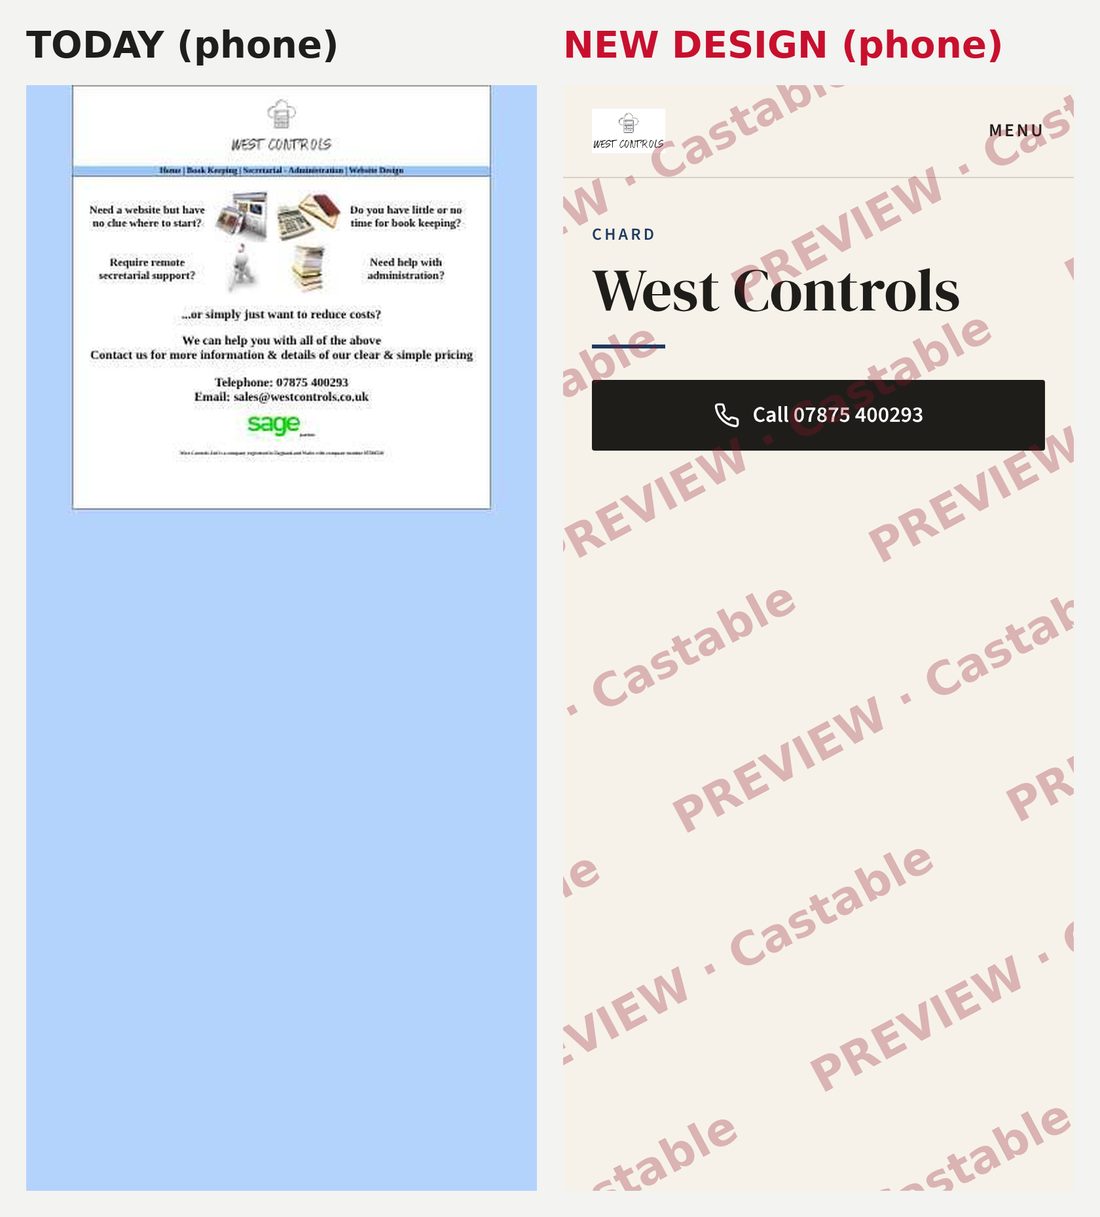 TODAY (phone)
WEST CONTROLS
Home | Book Keeping | Secretarial - Administration | Website Design
Need a website but have
no clue where to start?
Do you have little or no
time for book keeping?
Require remote
secretarial support?
Need help with
administration?
...or simply just want to reduce costs?
We can help you with all of the above
Contact us for more information & details of our clear & simple pricing
Telephone: 07875 400293
Email: sales@westcontrols.co.uk
sage
NEW DESIGN (phone)
WEST CONTROLS
MENU
CHARD
West Controls
Call 07875 400293
PREVIEW · Castable